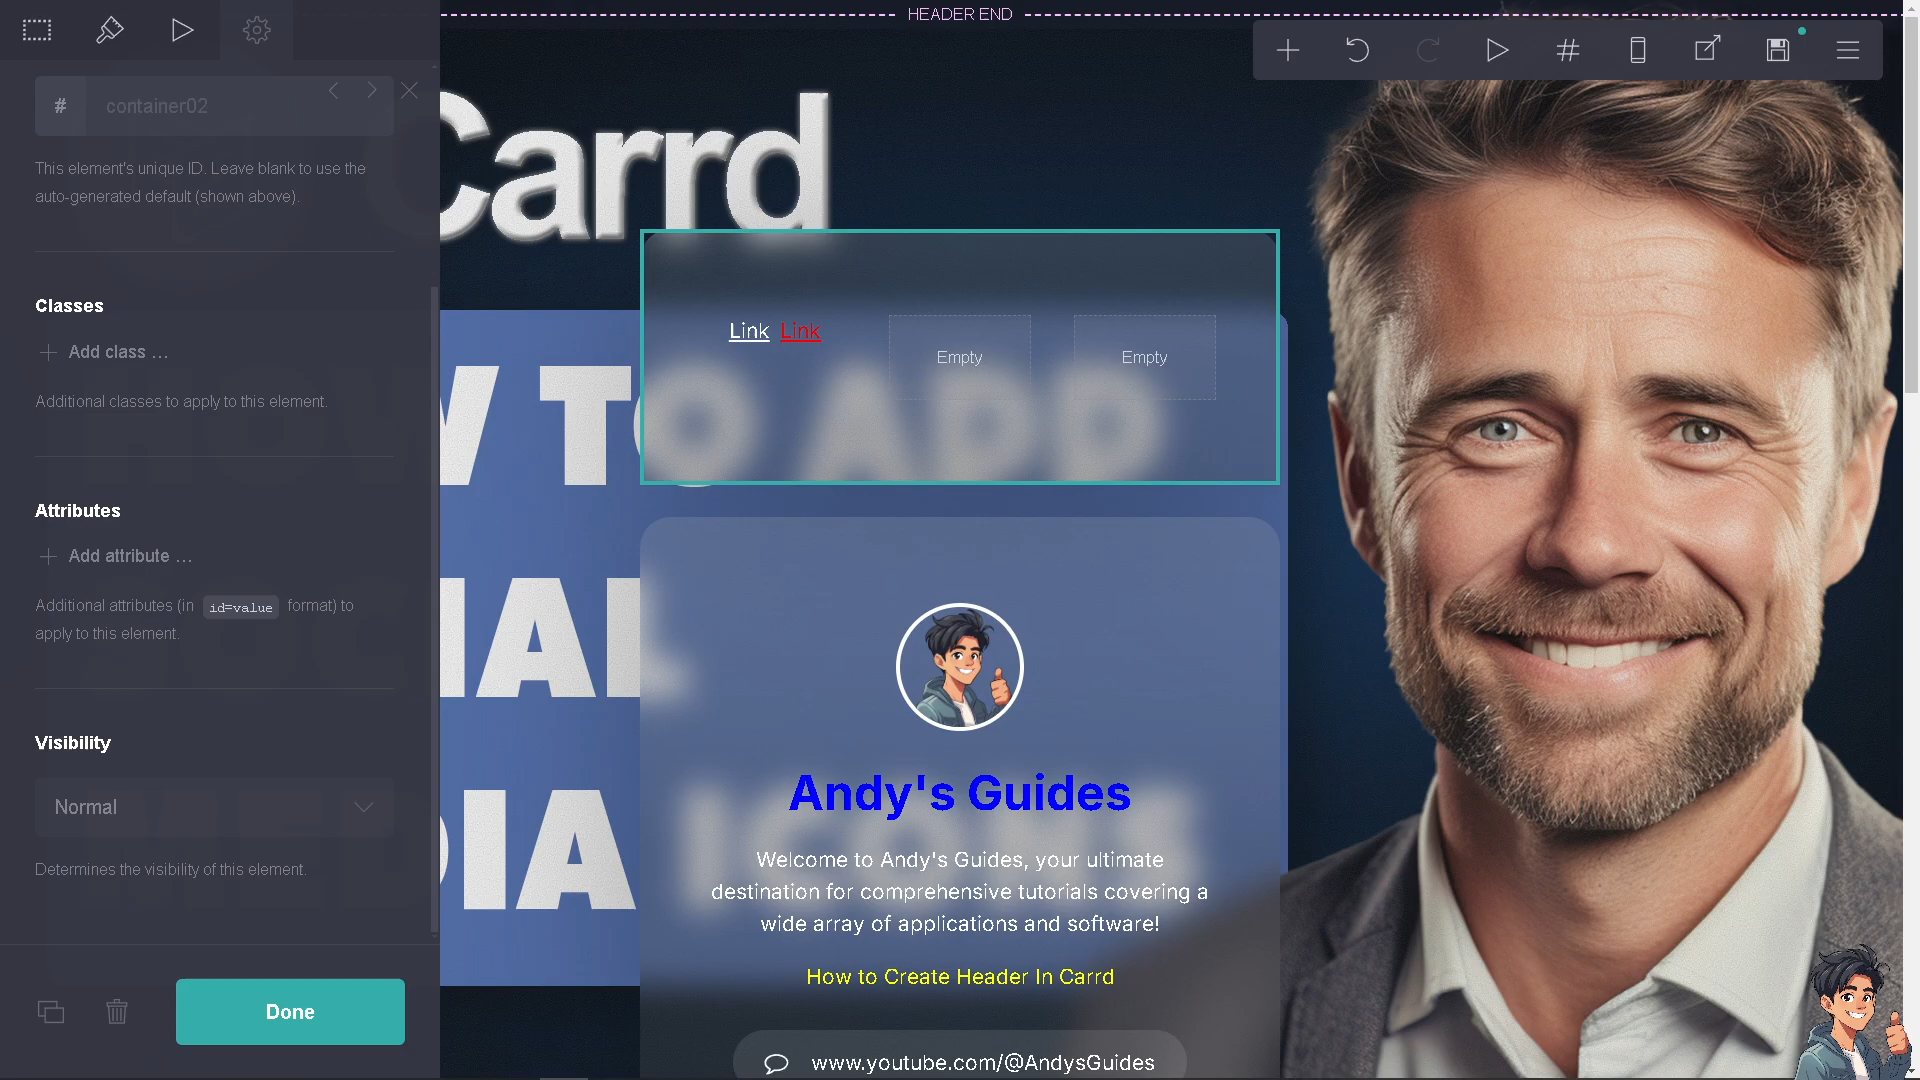 HEADER END
# container02
This element's unique ID. Leave blank to use the
auto-generated default (shown above).
Classes
+ Add class ...
Additional classes to apply to this element.
Attributes
+ Add attribute ...
Additional attributes (in id=value format) to
apply to this element.
Visibility
Normal
Determines the visibility of this element.
Done
Carrd
W TO
IAL
DIA
Link Link
Empty
Empty
Andy's Guides
Welcome to Andy's Guides, your ultimate
destination for comprehensive tutorials covering a
wide array of applications and software!
How to Create Header In Carrd
www.youtube.com/@AndysGuides